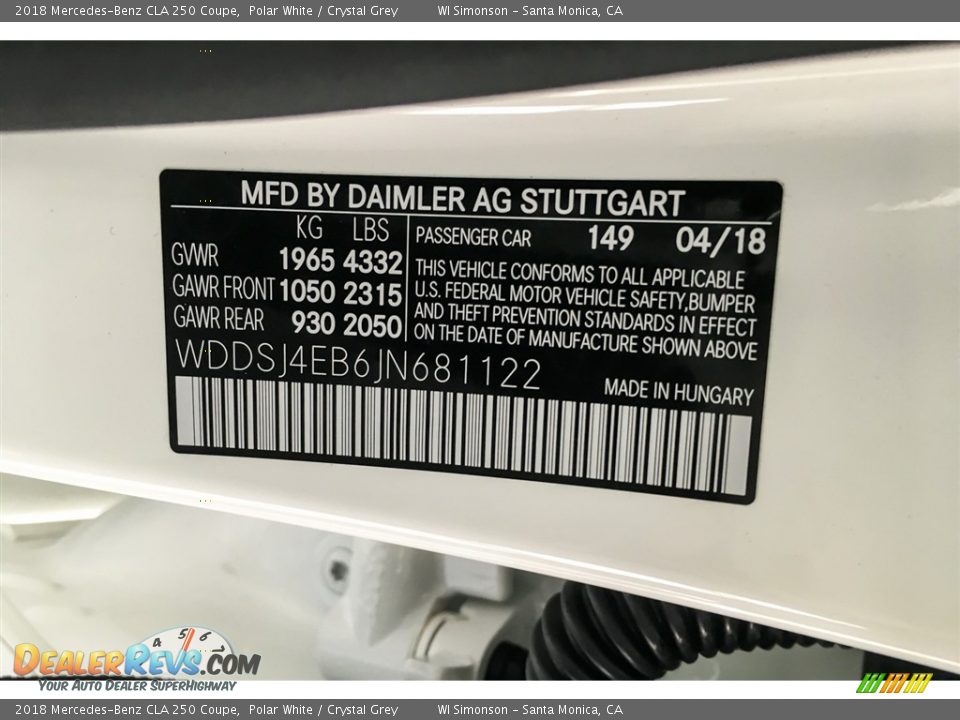 2018 Mercedes-Benz CLA 250 Coupe, Polar White / Crystal Grey WI Simonson - Santa Monica, CA
MFD BY DAIMLER AG STUTTGART
KG LBS
GVWR 1965 4332
GAWR FRONT 1050 2315
GAWR REAR 930 2050
PASSENGER CAR 149 04/18
THIS VEHICLE CONFORMS TO ALL APPLICABLE
U.S. FEDERAL MOTOR VEHICLE SAFETY,BUMPER
AND THEFT PREVENTION STANDARDS IN EFFECT
ON THE DATE OF MANUFACTURE SHOWN ABOVE
WDDSJ4EB6JN681122
MADE IN HUNGARY
4 5 6
DEALERREVS.COM
YOUR AUTO DEALER SUPERHIGHWAY
2018 Mercedes-Benz CLA 250 Coupe, Polar White / Crystal Grey WI Simonson - Santa Monica, CA